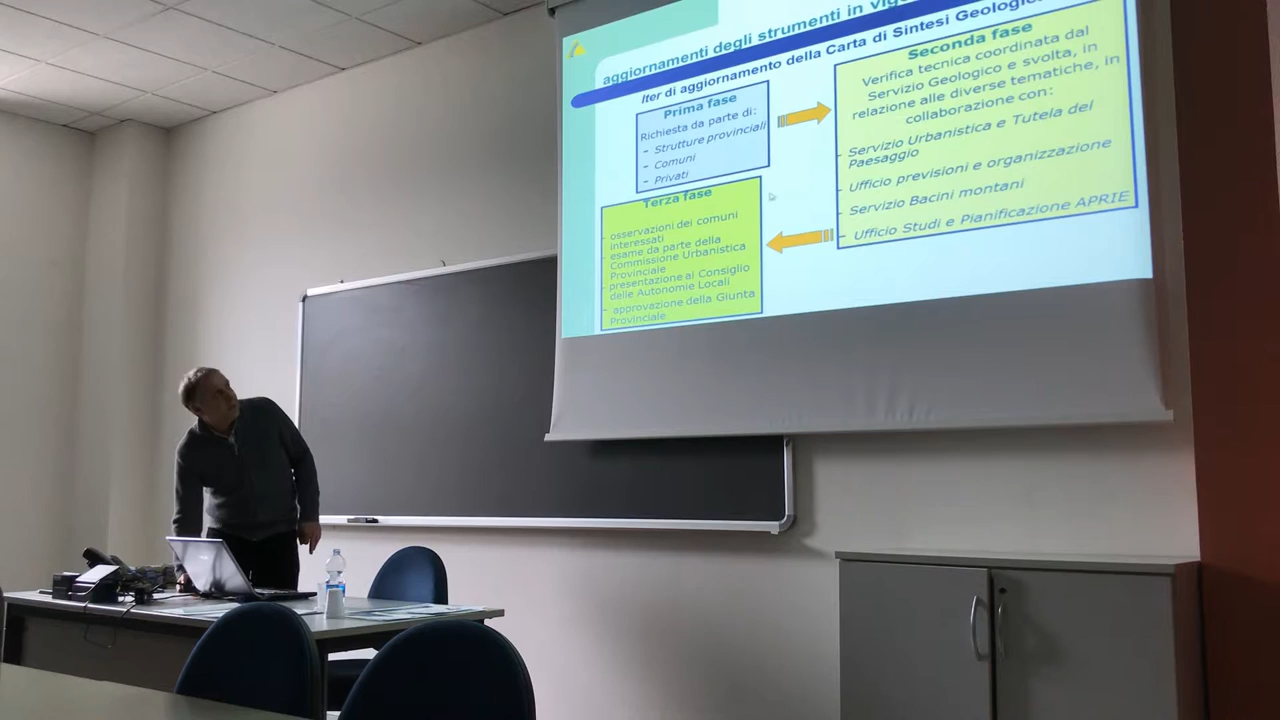 aggiornamenti degli strumenti in
Iter di aggiornamento della Carta di Sintesi
Prima fase
Richiesta da parte di:
- Strutture provinciali
- Comuni
- Privati
Seconda fase
Verifica tecnica coordinata dal
Servizio Geologico e svolta, in
relazione alle diverse tematiche, in
collaborazione con:
- Servizio Urbanistica e Tutela del
Paesaggio
- Ufficio previsioni e organizzazione
- Servizio Bacini montani
- Ufficio Studi e Pianificazione APRIE
Terza fase
- osservazioni dei comuni
interessati
- esame da parte della
Commissione Urbanistica
Provinciale
- presentazione al Consiglio
delle Autonomie Locali
- approvazione della Giunta
Provinciale